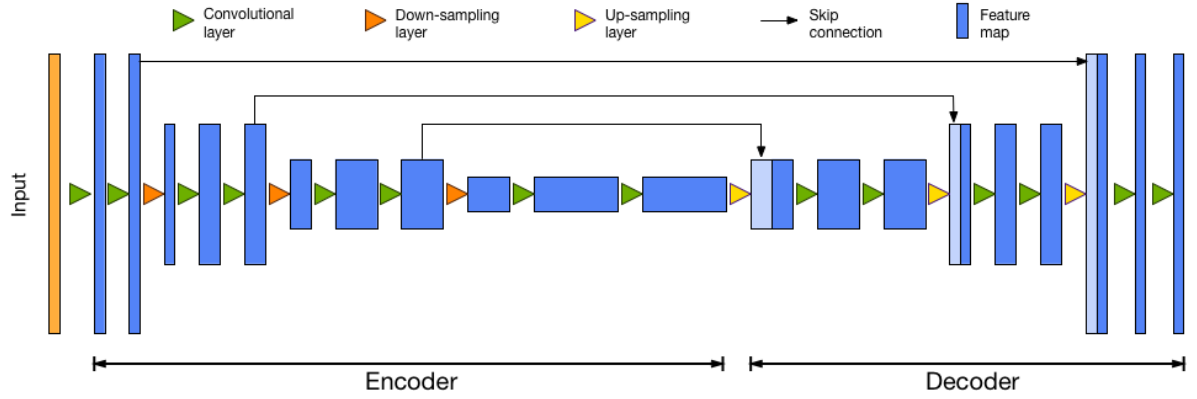 Convolutional
layer
Down-sampling
layer
Up-sampling
layer
Skip
connection
Feature
map
Input
Encoder
Decoder